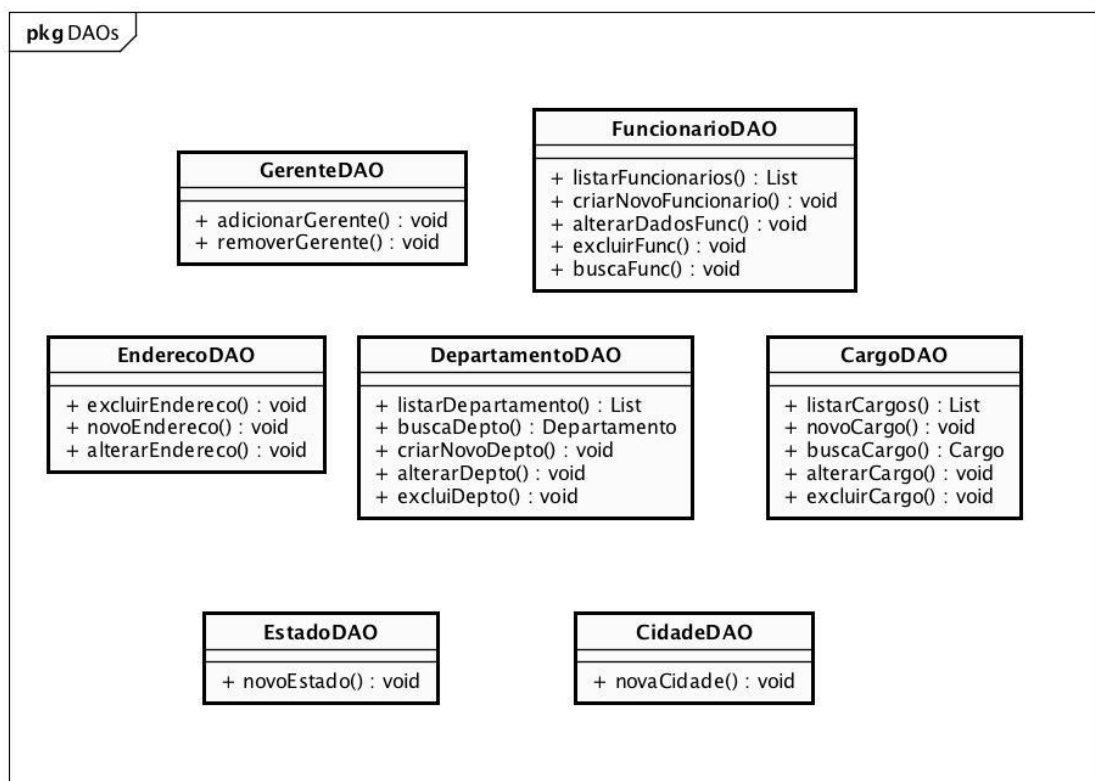 pkg DAOs
GerenteDAO
+ adicionarGerente() : void
+ removerGerente() : void
FuncionarioDAO
+ listarFuncionarios() : List
+ criarNovoFuncionario() : void
+ alterarDadosFunc() : void
+ excluirFunc() : void
+ buscaFunc() : void
EnderecoDAO
+ excluirEndereco() : void
+ novoEndereco() : void
+ alterarEndereco() : void
DepartamentoDAO
+ listarDepartamento() : List
+ buscaDepto() : Departamento
+ criarNovoDepto() : void
+ alterarDepto() : void
+ excluiDepto() : void
CargoDAO
+ listarCargos() : List
+ novoCargo() : void
+ buscaCargo() : Cargo
+ alterarCargo() : void
+ excluirCargo() : void
EstadoDAO
+ novoEstado() : void
CidadeDAO
+ novaCidade() : void